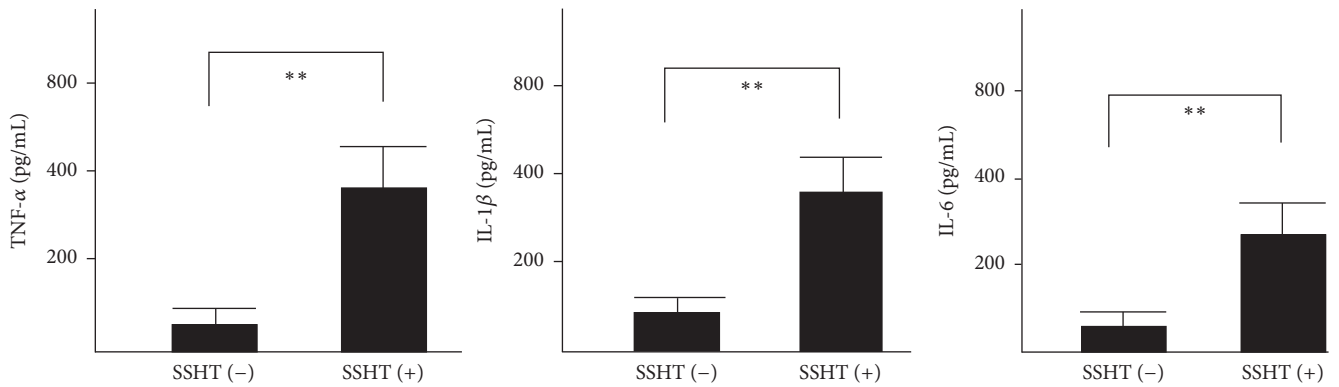 TNF-α (pg/mL)
800
400
200
**
SSHT (−)
SSHT (+)
IL-1β (pg/mL)
800
400
200
**
SSHT (−)
SSHT (+)
IL-6 (pg/mL)
800
400
200
**
SSHT (−)
SSHT (+)